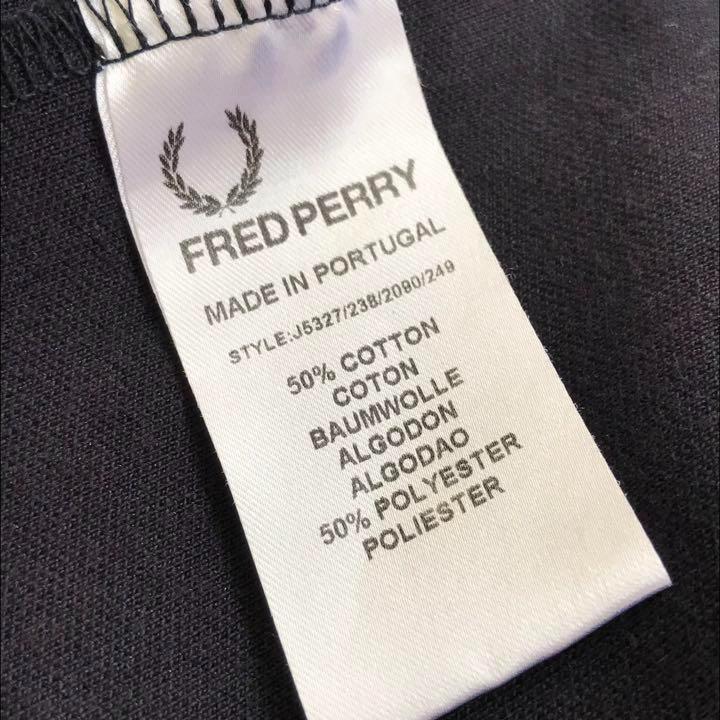 FRED PERRY
MADE IN PORTUGAL
STYLE:J5327/238/2090/249
50% COTTON
COTON
BAUMWOLLE
ALGODON
ALGODAO
50% POLYESTER
POLIESTER